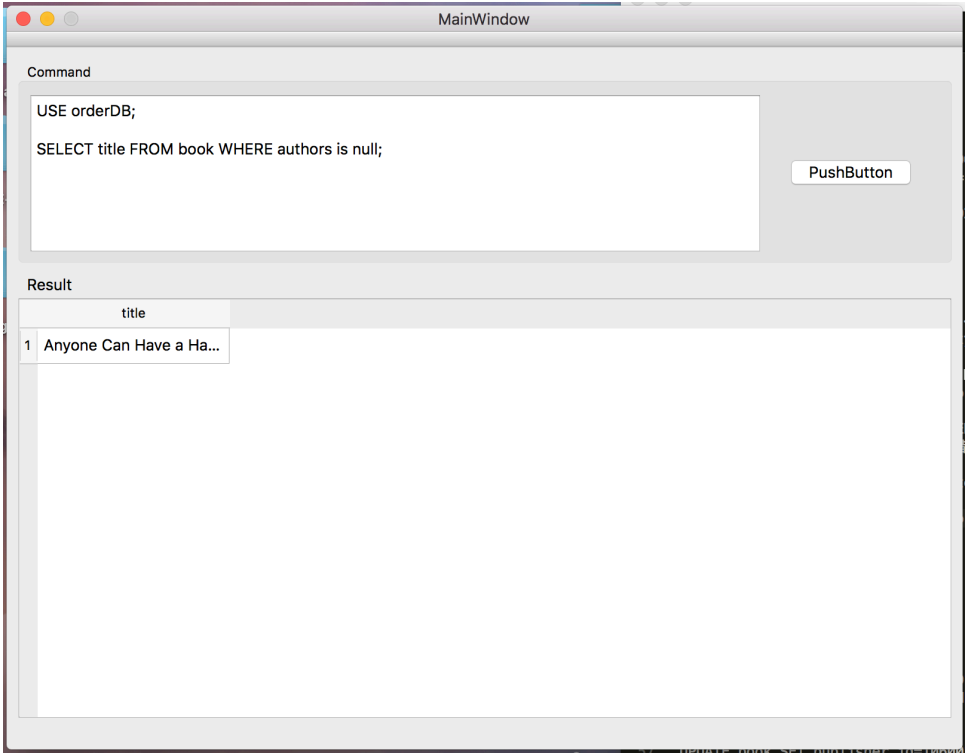 MainWindow
Command
USE orderDB;
SELECT title FROM book WHERE authors is null;
PushButton
Result
title
1 Anyone Can Have a Ha...